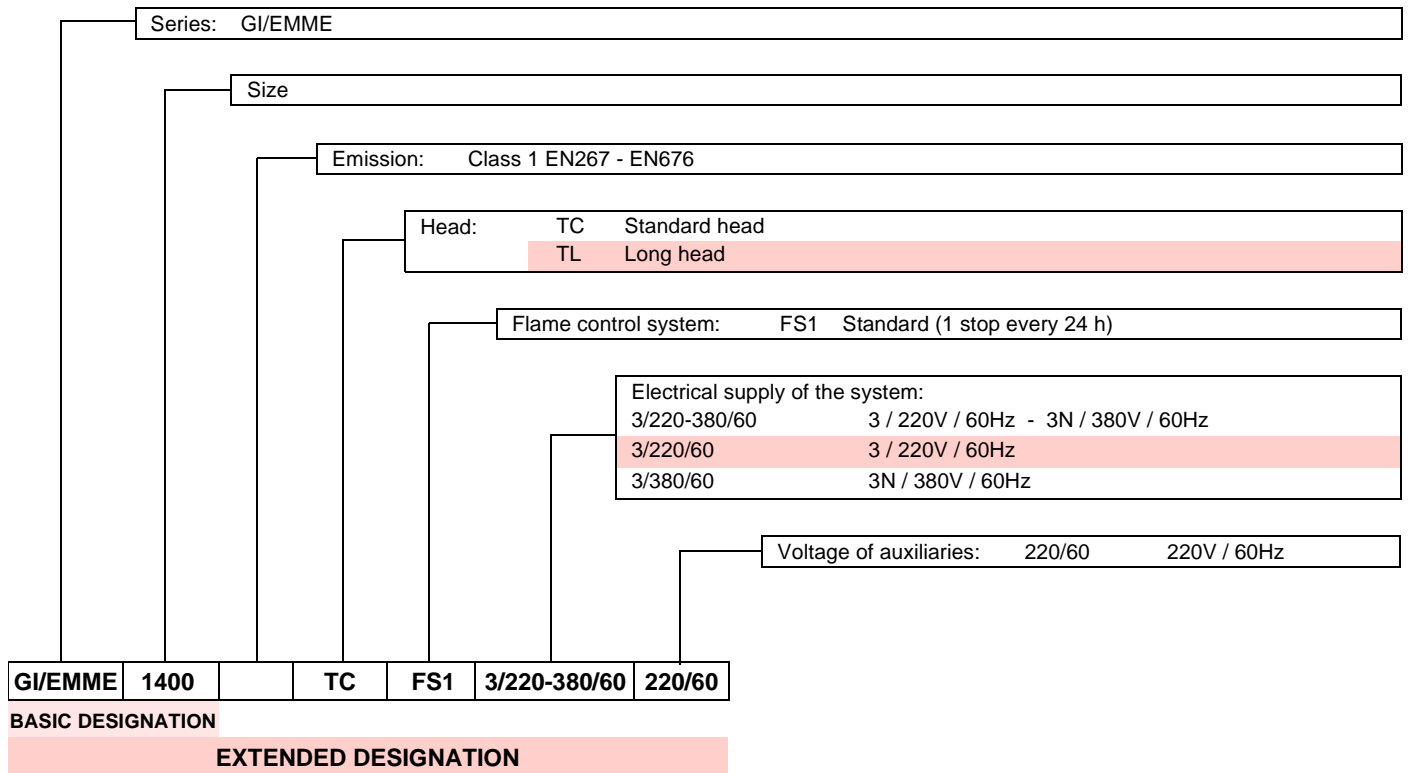 Series: GI/EMME
Size
Emission: Class 1 EN267 - EN676
Head: TC Standard head
TL Long head
Flame control system: FS1 Standard (1 stop every 24 h)
Electrical supply of the system:
3/220-380/60 3 / 220V / 60Hz - 3N / 380V / 60Hz
3/220/60 3 / 220V / 60Hz
3/380/60 3N / 380V / 60Hz
Voltage of auxiliaries: 220/60 220V / 60Hz
GI/EMME 1400 TC FS1 3/220-380/60 220/60
BASIC DESIGNATION
EXTENDED DESIGNATION